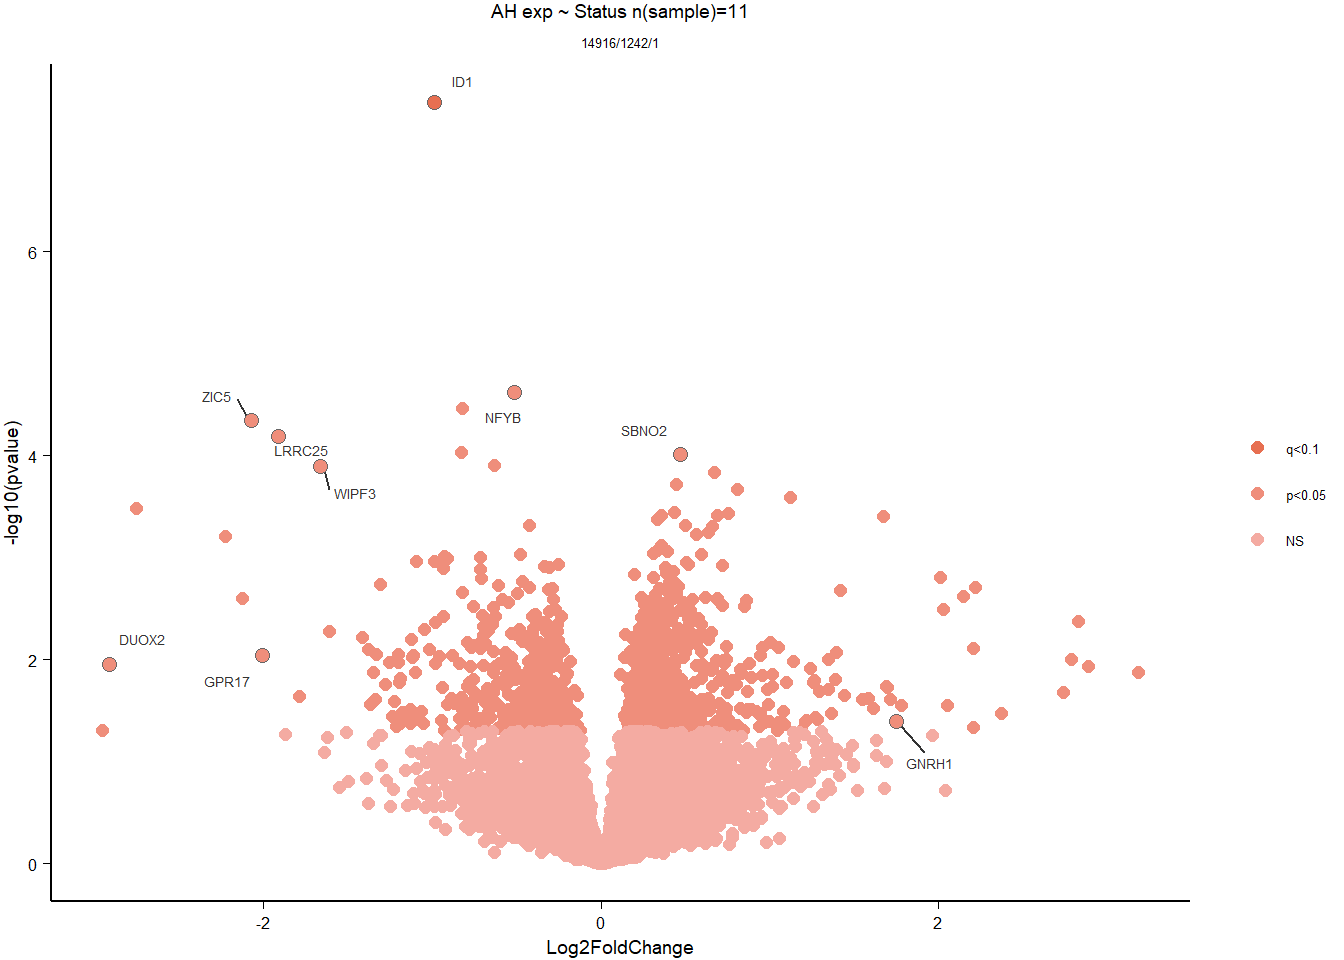 AH exp ~ Status n(sample)=11
14916/1242/1
ID1
6
ZIC5
NFYB
SBNO2
LRRC25
4
WIPF3
-log10(pvalue)
q<0.1
p<0.05
NS
DUOX2
2
GPR17
GNRH1
0
-2
0
2
Log2FoldChange